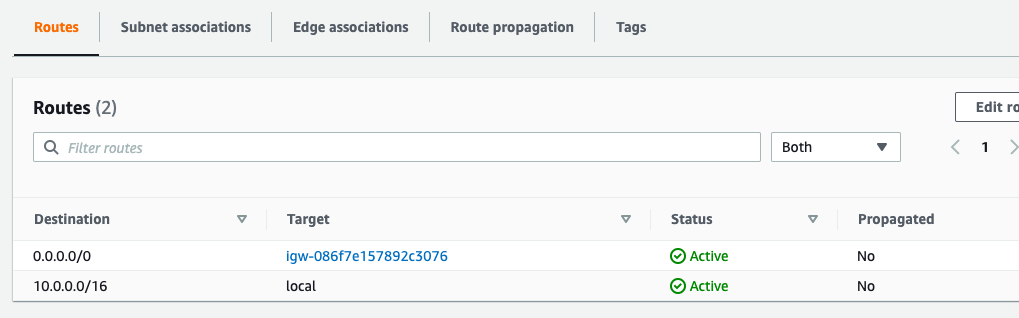 Routes Subnet associations Edge associations Route propagation Tags
Routes (2)
Edit ro
Filter routes Both 1
Destination Target Status Propagated
0.0.0.0/0 igw-086f7e157892c3076 Active No
10.0.0.0/16 local Active No